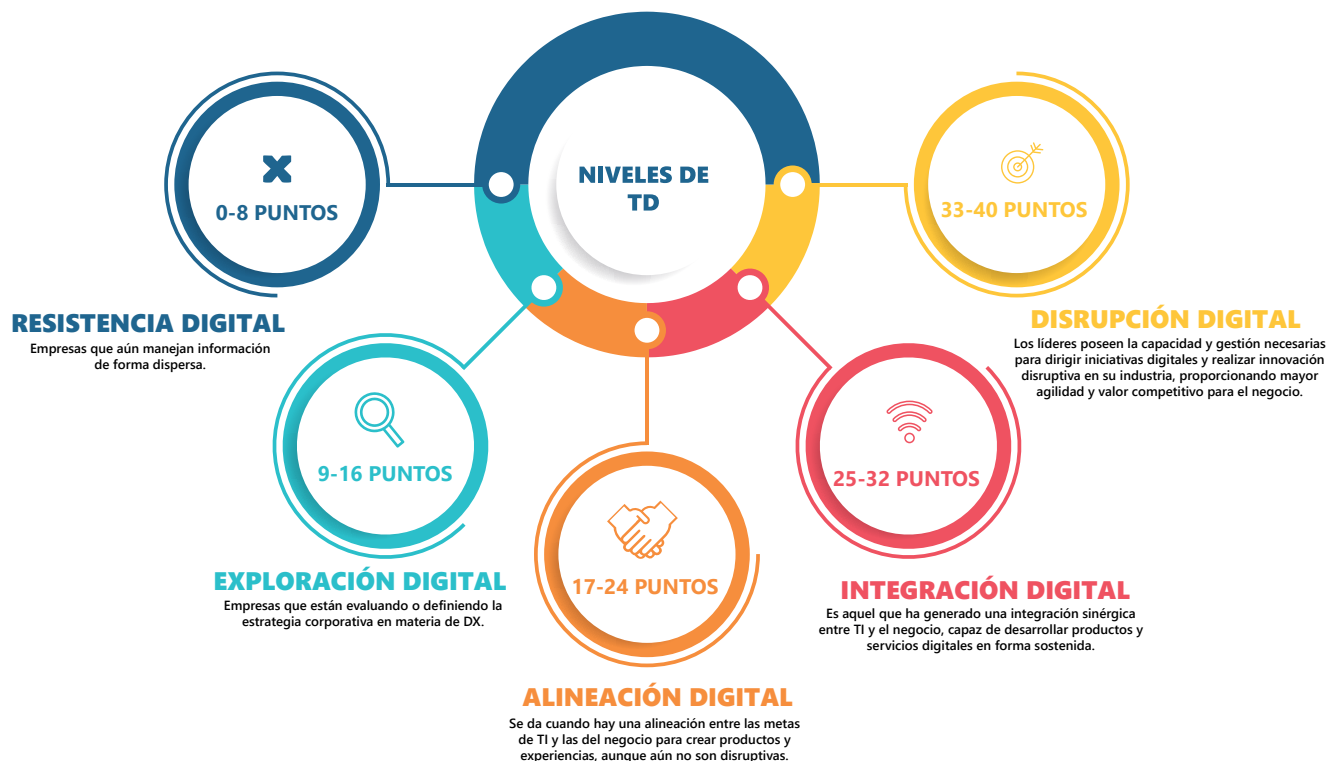 NIVELES DE
TD
0-8 PUNTOS
RESISTENCIA DIGITAL
Empresas que aún manejan información
de forma dispersa.
9-16 PUNTOS
EXPLORACIÓN DIGITAL
Empresas que están evaluando o definiendo la
estrategia corporativa en materia de DX.
17-24 PUNTOS
ALINEACIÓN DIGITAL
Se da cuando hay una alineación entre las metas
de TI y las del negocio para crear productos y
experiencias, aunque aún no son disruptivas.
25-32 PUNTOS
INTEGRACIÓN DIGITAL
Es aquel que ha generado una integración sinérgica
entre TI y el negocio, capaz de desarrollar productos y
servicios digitales en forma sostenida.
33-40 PUNTOS
DISRUPCIÓN DIGITAL
Los líderes poseen la capacidad y gestión necesarias
para dirigir iniciativas digitales y realizar innovación
disruptiva en su industria, proporcionando mayor
agilidad y valor competitivo para el negocio.